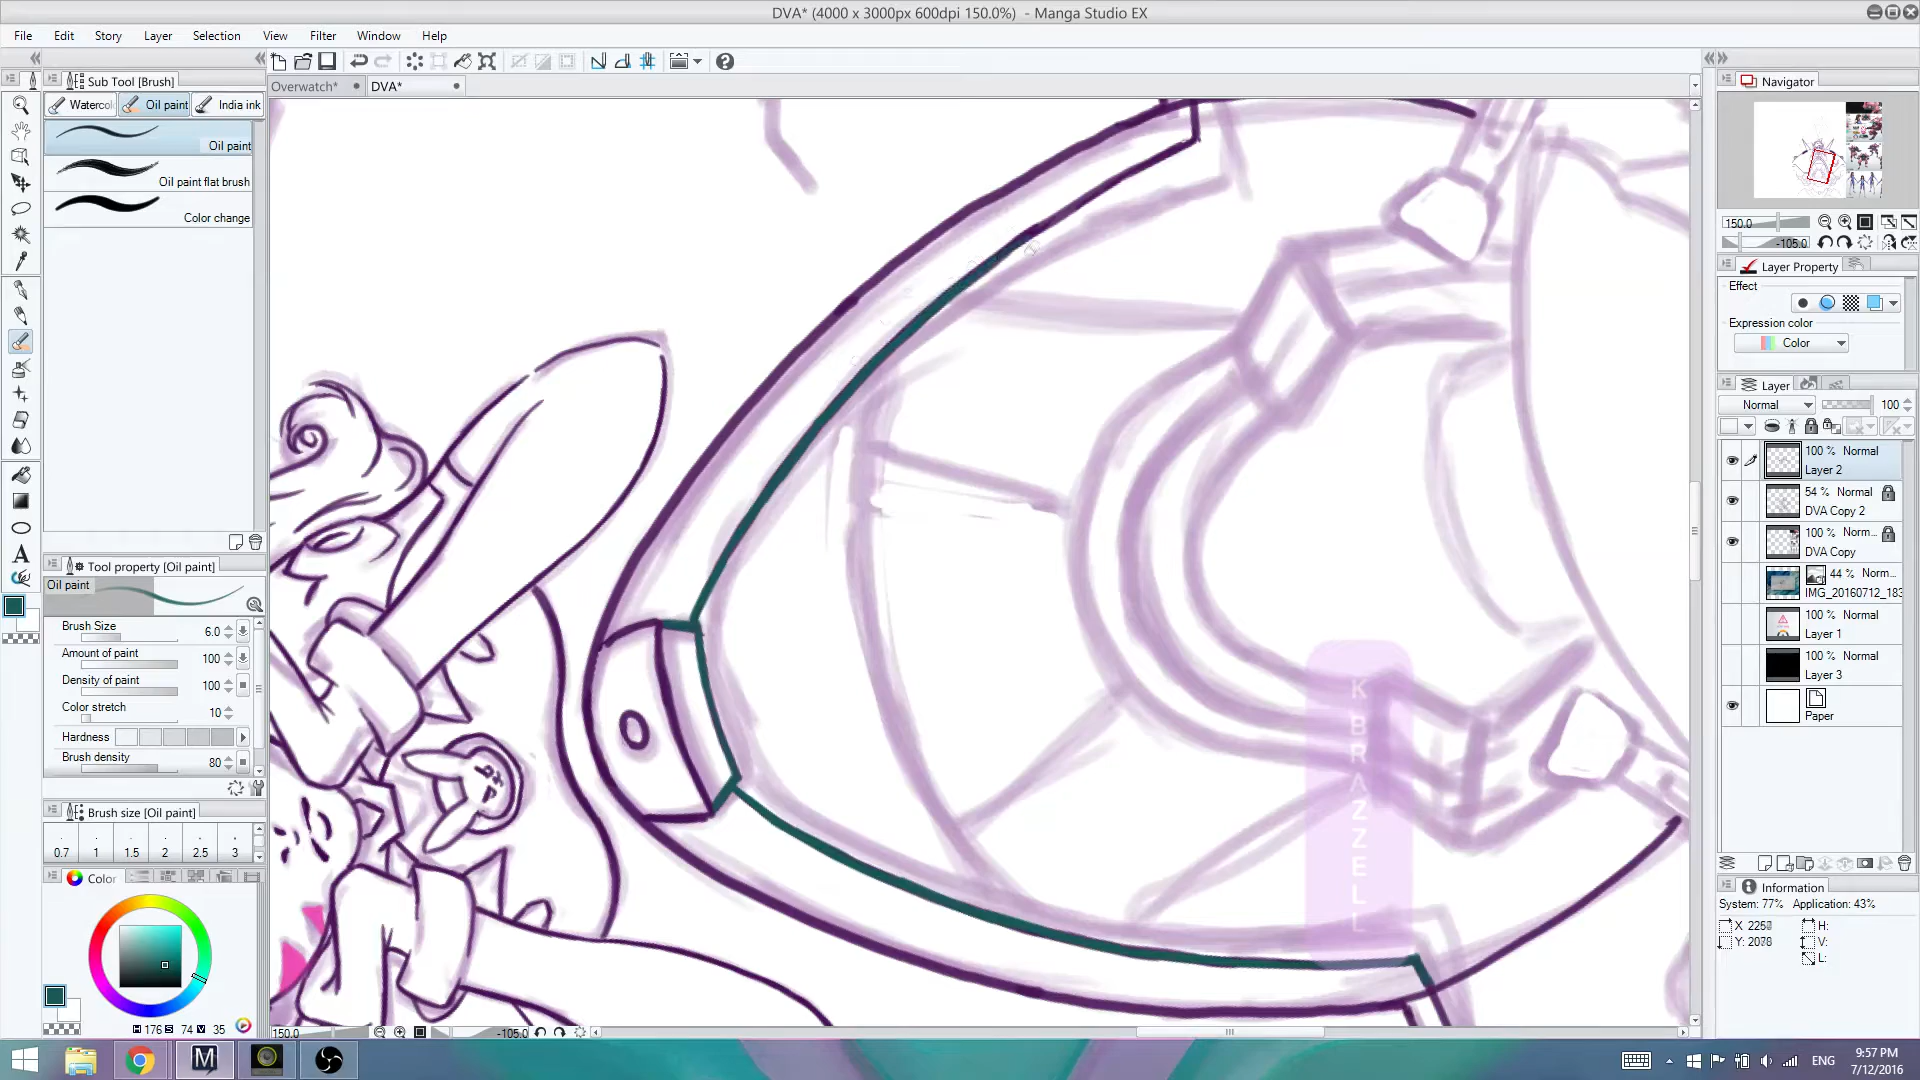 DVA* (4000 x 3000px 600dpi 150.0%) - Manga Studio EX
File Edit Story Layer Selection View Filter Window Help
Sub Tool [Brush]
Overwatch* DVA*
Watercol Oil paint India ink
Oil paint
Oil paint flat brush
Color change
Tool property [Oil paint]
Oil paint
Brush Size 6.0
Amount of paint 100
Density of paint 100
Color stretch 10
Hardness
Brush density 80
Brush size [Oil paint]
0.7 1 1.5 2 2.5 3
Color
H 176 S 74 V 35
150.0 -105.0
K
B
R
A
Z
Z
E
L
L
Navigator
150.0
-105.0
Layer Property
Effect
Expression color
Color
Layer
Normal 100
100 % Normal
Layer 2
54 % Normal
DVA Copy 2
100 % Norm...
DVA Copy
44 % Norm...
IMG_20160712_183
100 % Normal
Layer 1
100 % Normal
Layer 3
Paper
Information
System: 77% Application: 43%
H:
Y: 2078 V:
L:
ENG
9:57 PM
7/12/2016